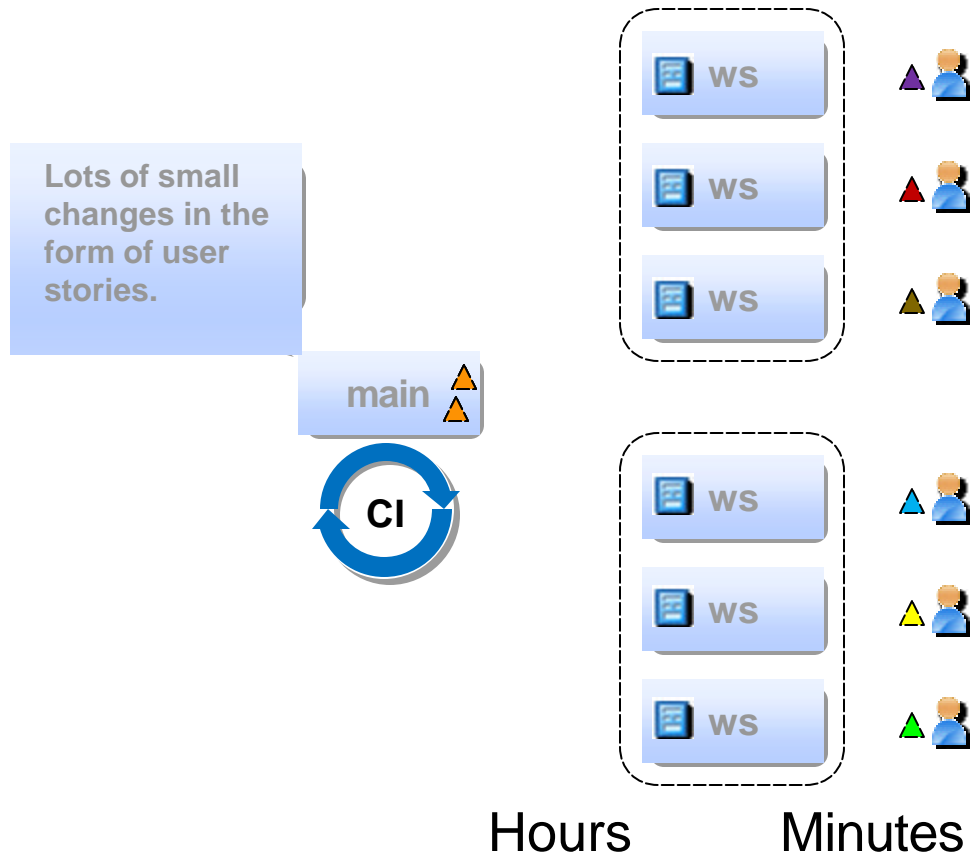 ws
ws
Lots of small
changes in the
form of user
stories.
ws
main
CI
ws
ws
ws
Hours
Minutes